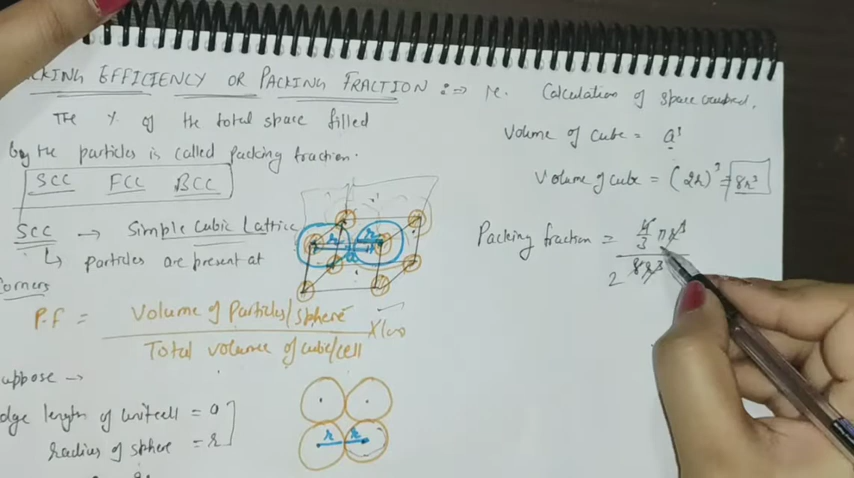 PACKING EFFICIENCY OR PACKING FRACTION :→
The % of the total space filled
by the particles is called packing fraction.
SCC FCC BCC
SCC → Simple Cubic Lattice
↳ particles are present at
Corners
P.F = Volume of Particles/sphere / Total volume of cube/cell ×100
Suppose →
edge length of unitcell = a
radius of sphere = r
r r
a
r r
Calculation of space
Volume of cube = a³
Volume of cube = (2r)³ = 8r³
Packing fraction = 4/3 πr³ / 8r³
2